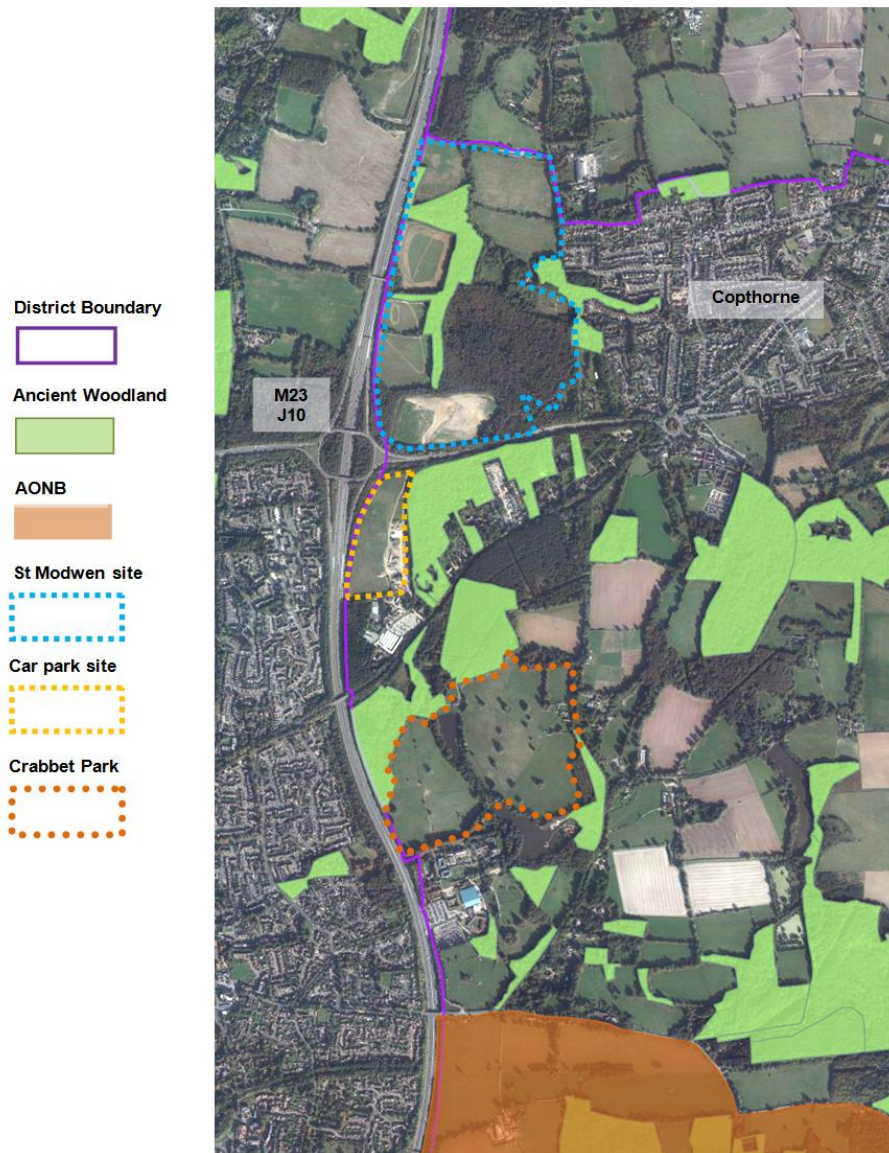 District Boundary
Ancient Woodland
AONB
St Modwen site
Car park site
Crabbet Park
Copthorne
M23
J10